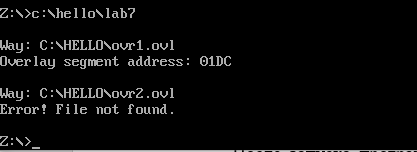 Z:\>c:\hello\lab7
Way: C:\HELLO\ovr1.ovl
Overlay segment address: 01DC
Way: C:\HELLO\ovr2.ovl
Error! File not found.
Z:\>_